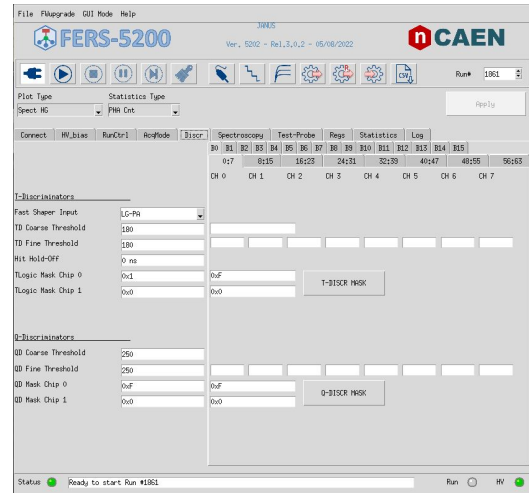 File FWupgrade GUI Mode Help
JANUS
FERS-5200
Ver. 5202 - Rel.3.0.2 - 05/08/2022
n CAEN
CSV
Run# 1861
Plot Type
Statistics Type
Spect HG
PHA Cnt
Apply
Connect HV_bias RunCtrl AcqMode Discr Spectroscopy Test-Probe Regs Statistics Log
B0 B1 B2 B3 B4 B5 B6 B7 B8 B9 B10 B11 B12 B13 B14 B15
0:7 8:15 16:23 24:31 32:39 40:47 48:55 56:63
CH 0 CH 1 CH 2 CH 3 CH 4 CH 5 CH 6 CH 7
T-Discriminators
Fast Shaper Input LG-PA
TD Coarse Threshold 180
TD Fine Threshold 180
Hit Hold-Off 0 ns
TLogic Mask Chip 0 0x1 0xF
T-DISCR MASK
TLogic Mask Chip 1 0x0 0x0
Q-Discriminators
QD Coarse Threshold 250
QD Fine Threshold 250
QD Mask Chip 0 0xF 0xF
Q-DISCR MASK
QD Mask Chip 1 0x0 0x0
Status Ready to start Run #1861 Run HV